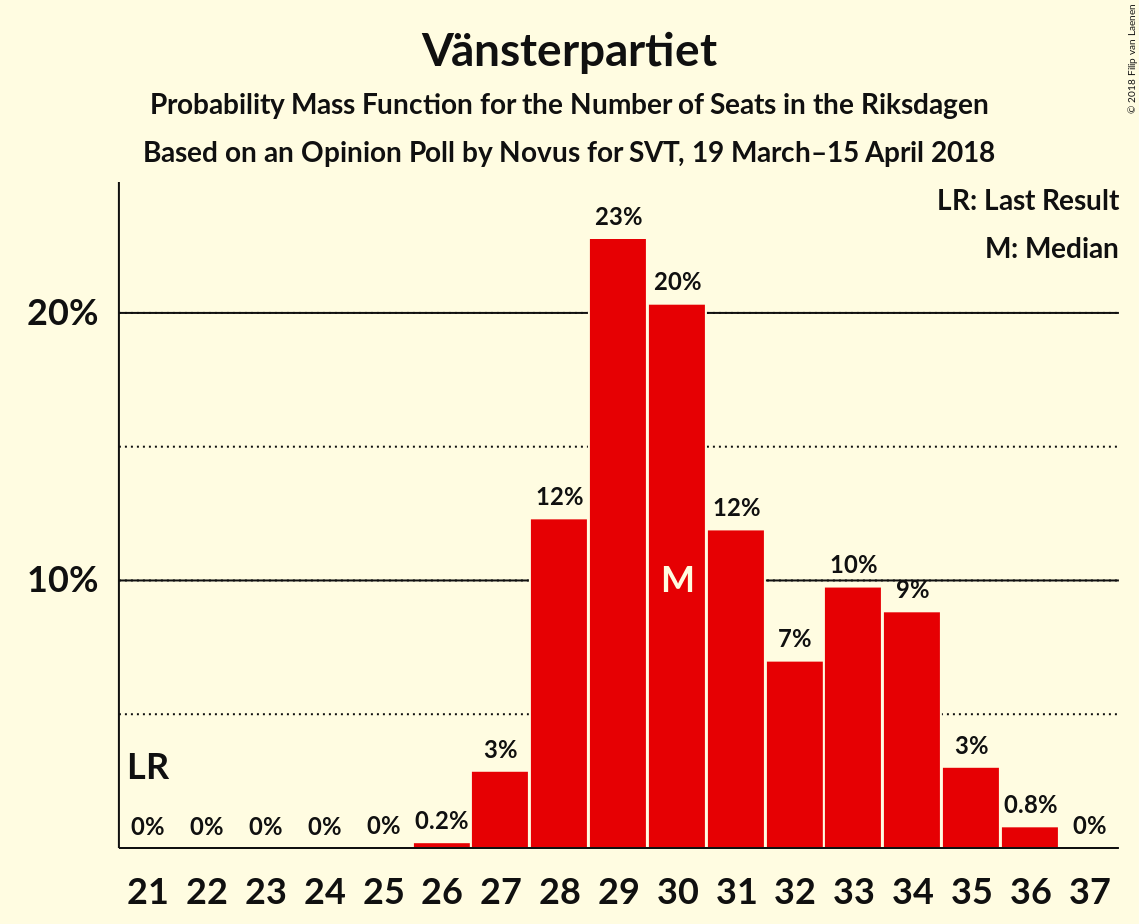 Vänsterpartiet
Probability Mass Function for the Number of Seats in the Riksdagen
Based on an Opinion Poll by Novus for SVT, 19 March–15 April 2018
© 2018 Filip van Laenen
LR: Last Result
M: Median
20%
10%
LR
M
0%
0%
0%
0%
0%
0.2%
3%
12%
23%
20%
12%
7%
10%
9%
3%
0.8%
0%
21 22 23 24 25 26 27 28 29 30 31 32 33 34 35 36 37